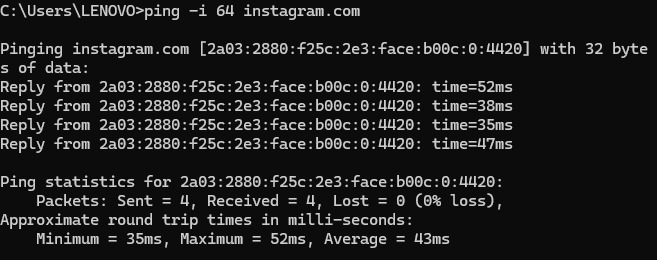 C:\Users\LENOVO>ping -i 64 instagram.com
Pinging instagram.com [2a03:2880:f25c:2e3:face:b00c:0:4420] with 32 byte
s of data:
Reply from 2a03:2880:f25c:2e3:face:b00c:0:4420: time=52ms
Reply from 2a03:2880:f25c:2e3:face:b00c:0:4420: time=38ms
Reply from 2a03:2880:f25c:2e3:face:b00c:0:4420: time=35ms
Reply from 2a03:2880:f25c:2e3:face:b00c:0:4420: time=47ms
Ping statistics for 2a03:2880:f25c:2e3:face:b00c:0:4420:
    Packets: Sent = 4, Received = 4, Lost = 0 (0% loss),
Approximate round trip times in milli-seconds:
    Minimum = 35ms, Maximum = 52ms, Average = 43ms